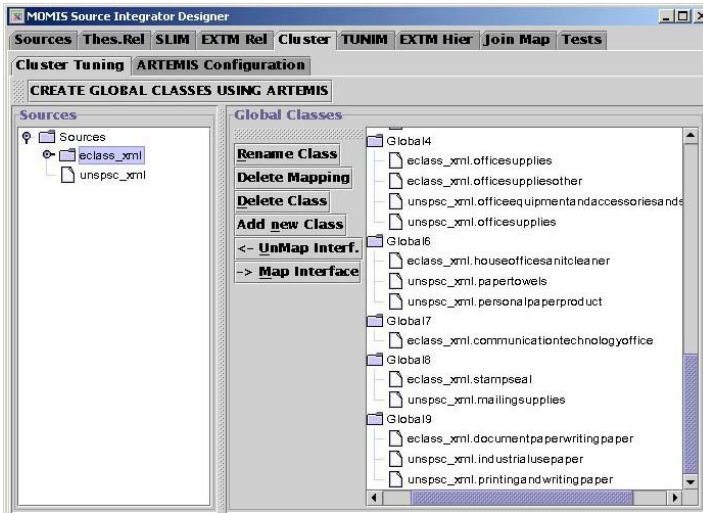 MOMIS Source Integrator Designer
Sources Thes.Rel SLIM EXTM Rel Cluster TUNIM EXTM Hier Join Map Tests
Cluster Tuning ARTEMIS Configuration
CREATE GLOBAL CLASSES USING ARTEMIS
Sources
Sources
eclass_xml
unspsc_xml
Global Classes
Rename Class
Delete Mapping
Delete Class
Add new Class
<- UnMap Interf.
-> Map Interface
Global4
eclass_xml.officesupplies
eclass_xml.officesuppliesother
unspsc_xml.officeequipmentandaccessoriesands
unspsc_xml.officesupplies
Global6
eclass_xml.houseofficesanitcleaner
unspsc_xml.papertowels
unspsc_xml.personalpaperproduct
Global7
eclass_xml.communicationtechnologyoffice
Global8
eclass_xml.stampseal
unspsc_xml.mailingsupplies
Global9
eclass_xml.documentpaperwritingpaper
unspsc_xml.industrialusepaper
unspsc_xml.printingandwritingpaper